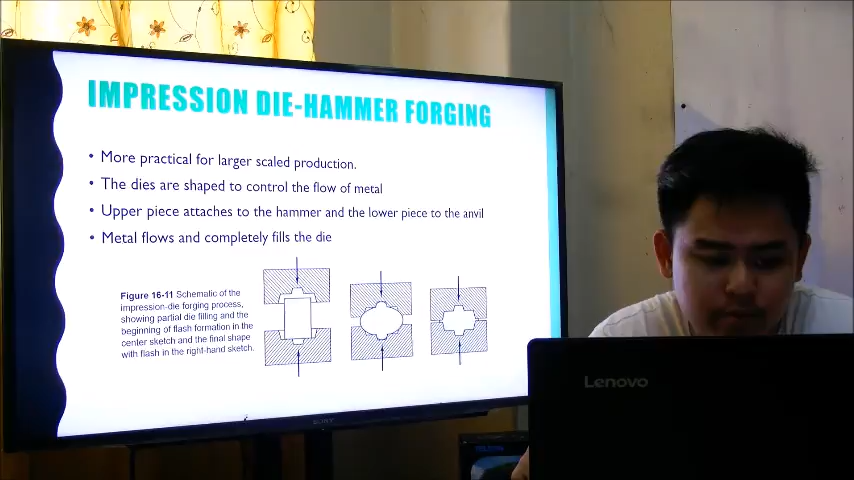 IMPRESSION DIE-HAMMER FORGING
• More practical for larger scaled production.
• The dies are shaped to control the flow of metal
• Upper piece attaches to the hammer and the lower piece to the anvil
• Metal flows and completely fills the die
Figure 16-11 Schematic of the
impression-die forging process,
showing partial die filling and the
beginning of flash formation in the
center sketch and the final shape
with flash in the right-hand sketch.
SONY
Lenovo